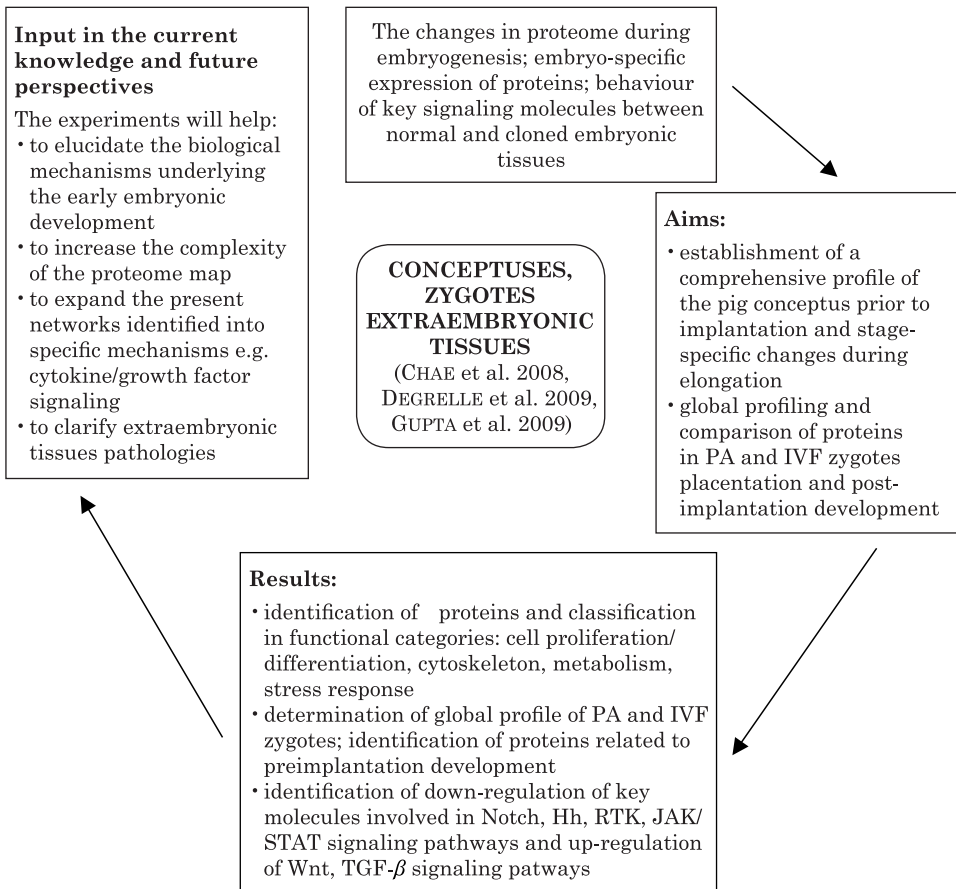 Input in the current
knowledge and future
perspectives
The experiments will help:
• to elucidate the biological
mechanisms underlying
the early embryonic
development
• to increase the complexity
of the proteome map
• to expand the present
networks identified into
specific mechanisms e.g.
cytokine/growth factor
signaling
• to clarify extraembryonic
tissues pathologies
The changes in proteome during
embryogenesis; embryo-specific
expression of proteins; behaviour
of key signaling molecules between
normal and cloned embryonic
tissues
Aims:
• establishment of a
comprehensive profile of
the pig conceptus prior to
implantation and stage-
specific changes during
elongation
• global profiling and
comparison of proteins
in PA and IVF zygotes
placentation and post-
implantation development
CONCEPTUSES,
ZYGOTES
EXTRAEMBRYONIC
TISSUES
(CHAE et al. 2008,
DEGRELLE et al. 2009,
GUPTA et al. 2009)
Results:
• identification of proteins and classification
in functional categories: cell proliferation/
differentiation, cytoskeleton, metabolism,
stress response
• determination of global profile of PA and IVF
zygotes; identification of proteins related to
preimplantation development
• identification of down-regulation of key
molecules involved in Notch, Hh, RTK, JAK/
STAT signaling pathways and up-regulation
of Wnt, TGF-β signaling patways